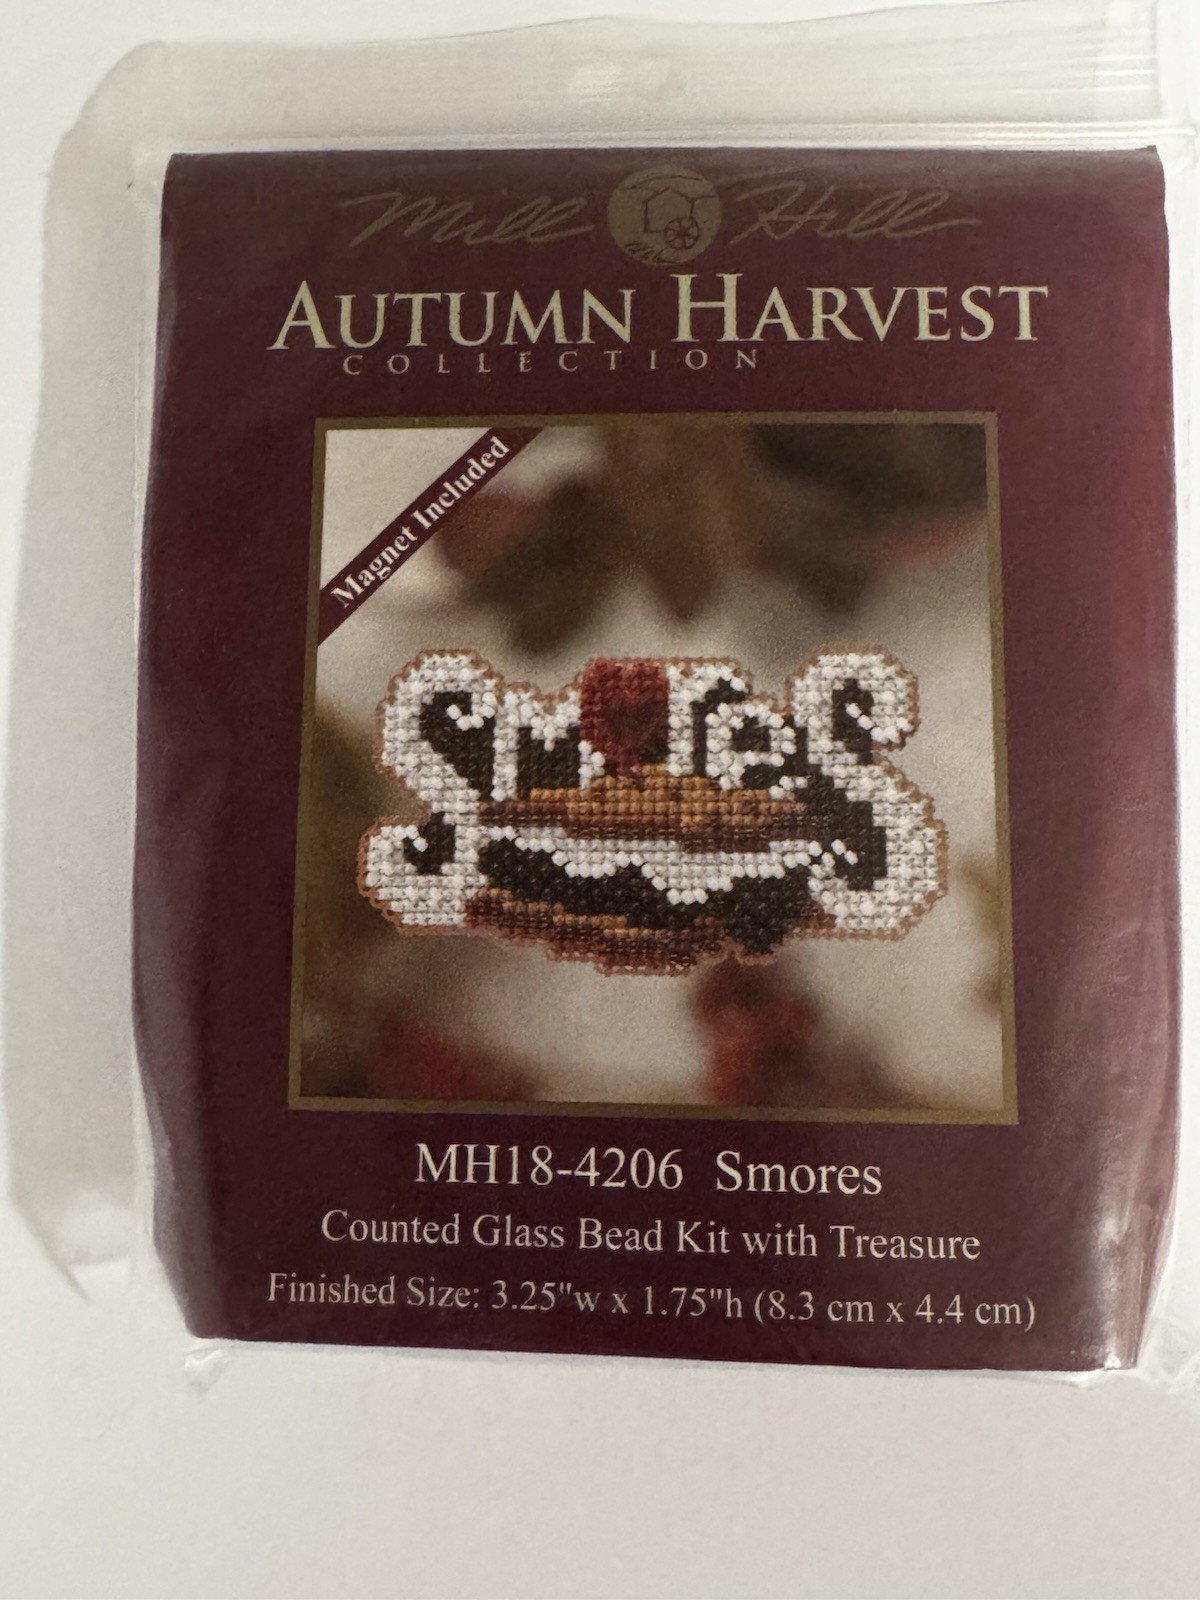 Mill Hill
AUTUMN HARVEST
COLLECTION
Magnet Included
Smores
MH18-4206 Smores
Counted Glass Bead Kit with Treasure
Finished Size: 3.25"w x 1.75"h (8.3 cm x 4.4 cm)